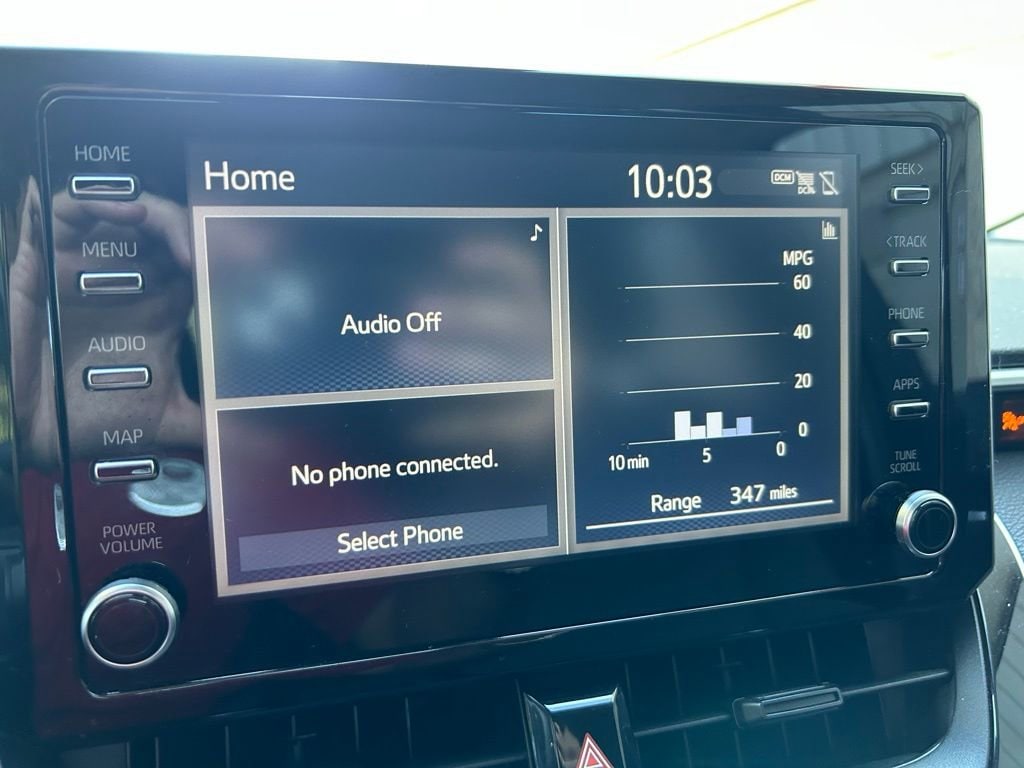 HOME
MENU
AUDIO
MAP
POWER
VOLUME
Home
10:03
DCM
DCM
Audio Off
No phone connected.
Select Phone
MPG
60
40
20
0
10 min
5
0
Range 347 miles
SEEK >
< TRACK
PHONE
APPS
TUNE
SCROLL